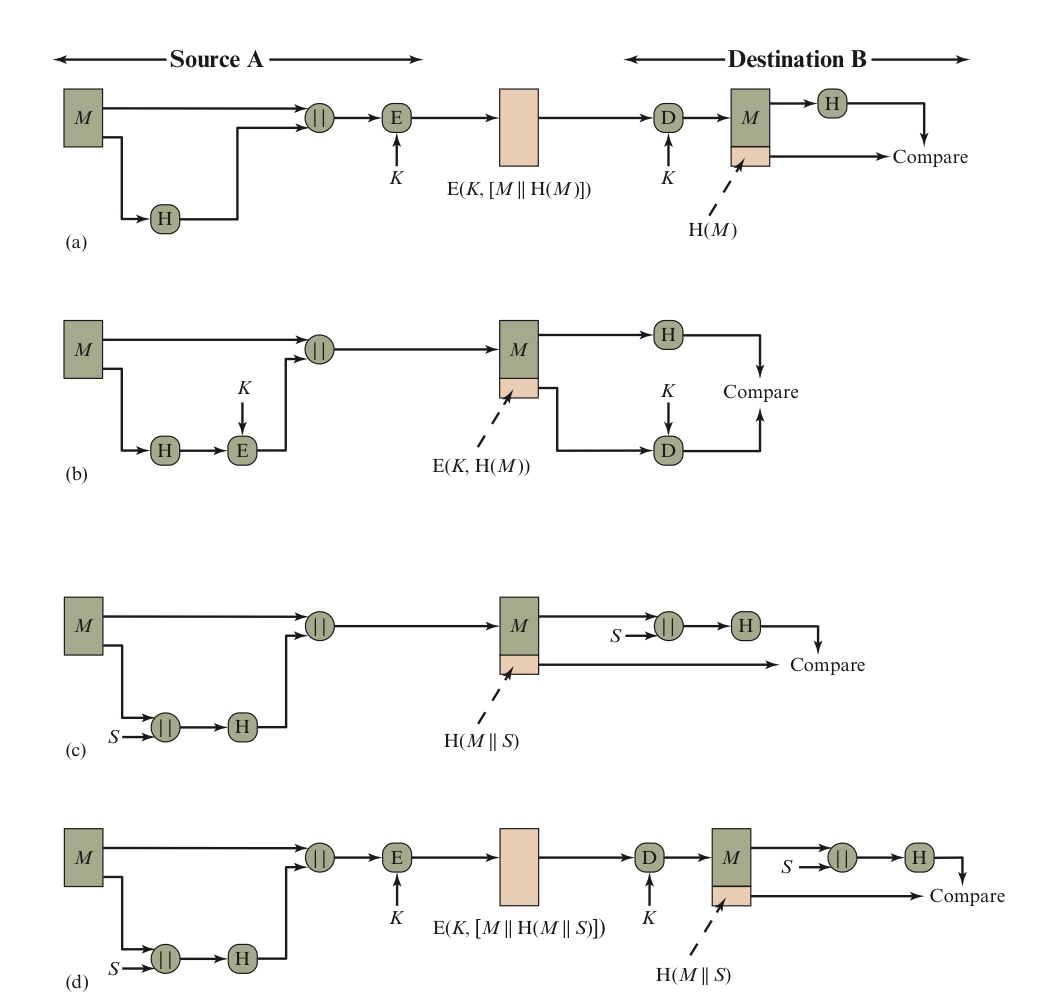 Source A Destination B
M || E D M H
Compare
K E(K, [M || H(M)]) K
H
H(M)
(a)
M || M H
K K Compare
H E D
E(K, H(M))
(b)
M || M S || H
Compare
S || H
H(M || S)
(c)
M || E D M S || H
Compare
K E(K, [M || H(M || S)]) K
S || H
H(M || S)
(d)